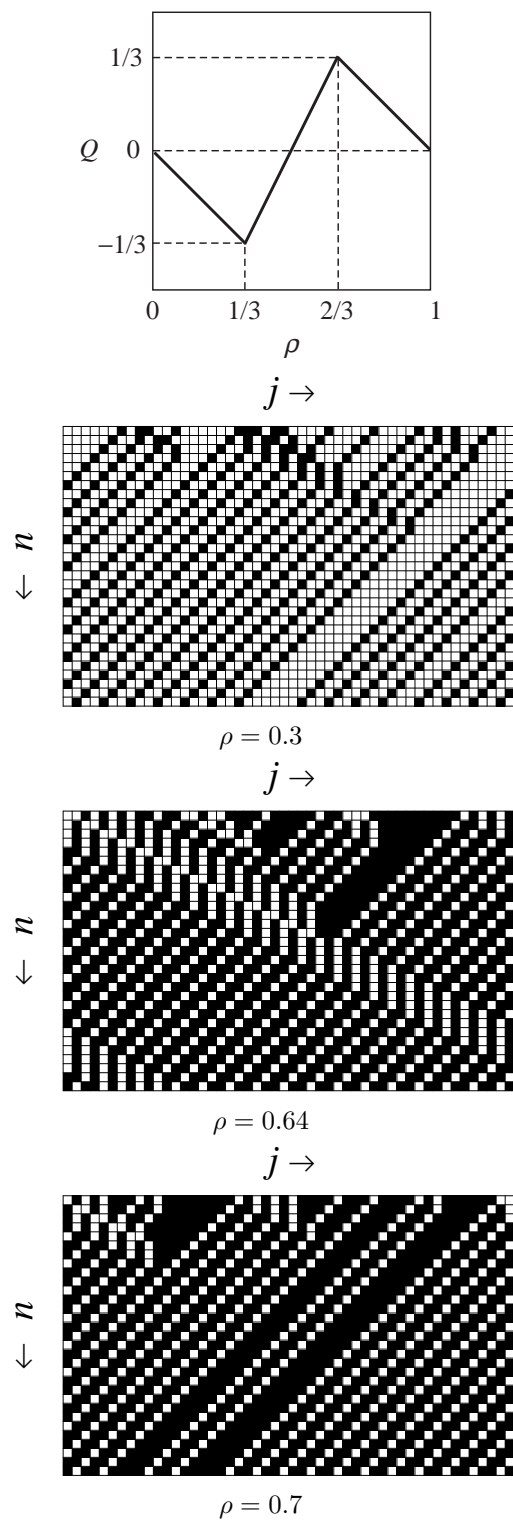 1/3
Q 0
−1/3
0 1/3 2/3 1
ρ
j →
← n
ρ = 0.3
j →
← n
ρ = 0.64
j →
← n
ρ = 0.7